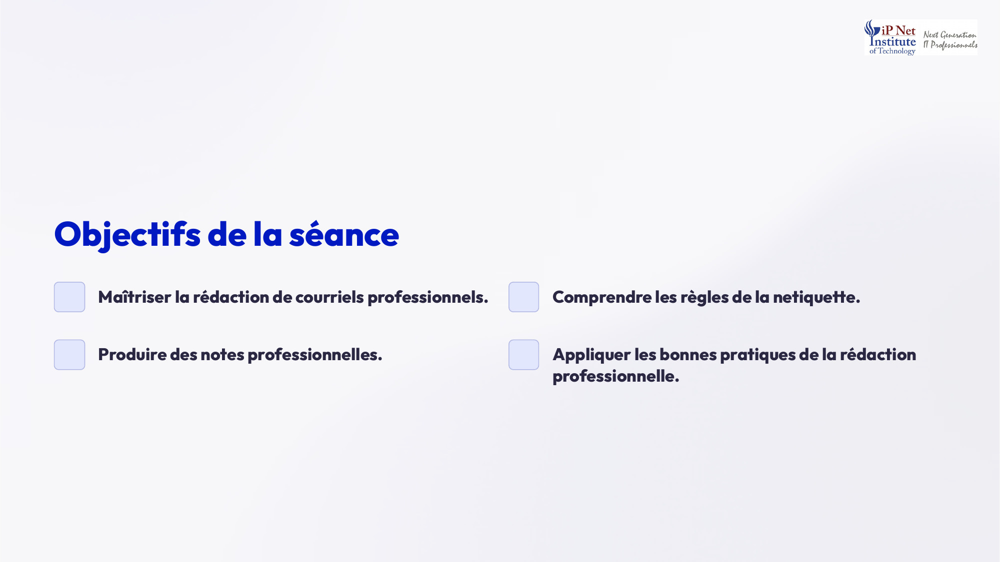 iP Net
Institute
of Technology
Next Generation
IT Professionnels
Objectifs de la séance
Maîtriser la rédaction de courriels professionnels.
Comprendre les règles de la netiquette.
Produire des notes professionnelles.
Appliquer les bonnes pratiques de la rédaction
professionnelle.